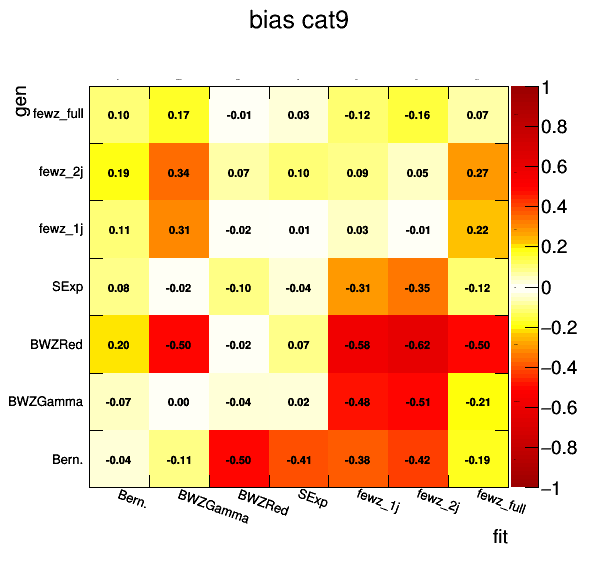 bias cat9
gen
fewz_full 0.10 0.17 -0.01 0.03 -0.12 -0.16 0.07
fewz_2j 0.19 0.34 0.07 0.10 0.09 0.05 0.27
fewz_1j 0.11 0.31 -0.02 0.01 0.03 -0.01 0.22
SExp 0.08 -0.02 -0.10 -0.04 -0.31 -0.35 -0.12
BWZRed 0.20 -0.50 -0.02 0.07 -0.58 -0.62 -0.50
BWZGamma -0.07 0.00 -0.04 0.02 -0.48 -0.51 -0.21
Bern. -0.04 -0.11 -0.50 -0.41 -0.38 -0.42 -0.19
Bern. BWZGamma BWZRed SExp fewz_1j fewz_2j fewz_full
fit
1
0.8
0.6
0.4
0.2
0
−0.2
−0.4
−0.6
−0.8
−1